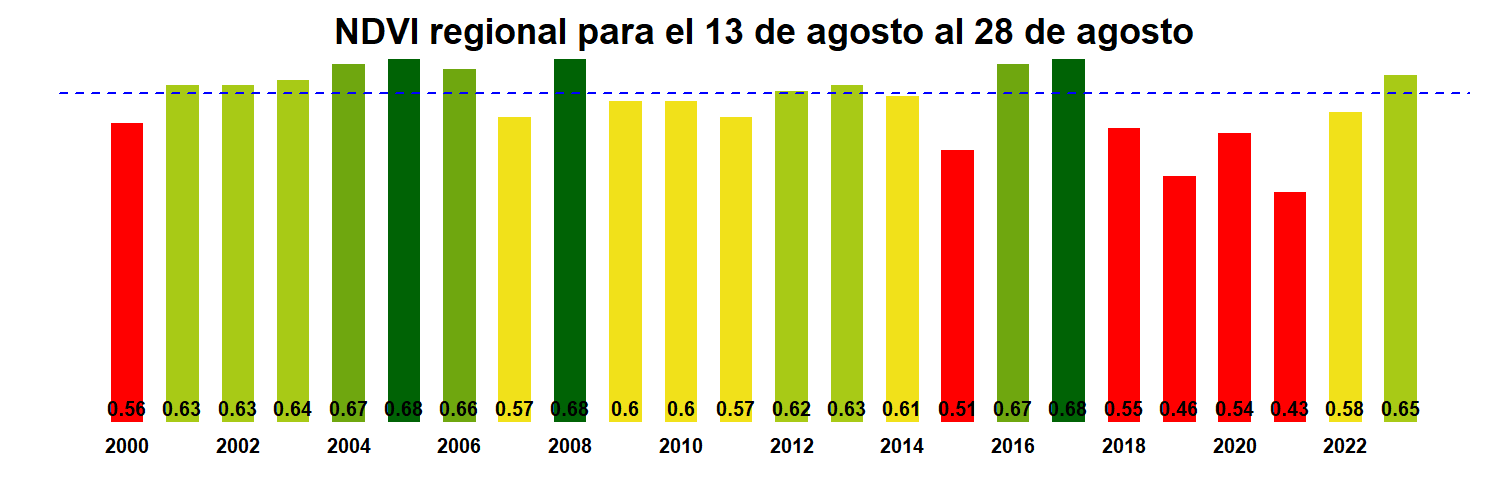 NDVI regional para el 13 de agosto al 28 de agosto
0.56 0.63 0.63 0.64 0.67 0.68 0.66 0.57 0.68 0.6 0.6 0.57 0.62 0.63 0.61 0.51 0.67 0.68 0.55 0.46 0.54 0.43 0.58 0.65
2000 2002 2004 2006 2008 2010 2012 2014 2016 2018 2020 2022